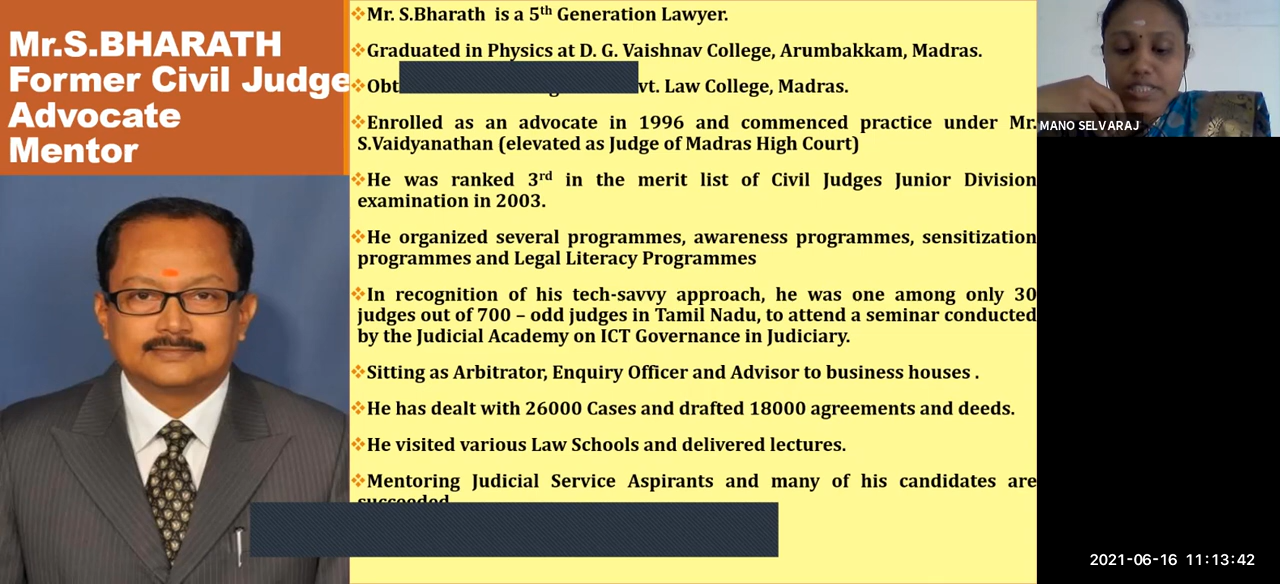 Mr.S.BHARATH
Former Civil Judge
Advocate
Mentor
❖Mr. S.Bharath is a 5th Generation Lawyer.
❖Graduated in Physics at D. G. Vaishnav College, Arumbakkam, Madras.
❖Obt vt. Law College, Madras.
❖Enrolled as an advocate in 1996 and commenced practice under Mr.
S.Vaidyanathan (elevated as Judge of Madras High Court)
❖He was ranked 3rd in the merit list of Civil Judges Junior Division
examination in 2003.
❖He organized several programmes, awareness programmes, sensitization
programmes and Legal Literacy Programmes
❖In recognition of his tech-savvy approach, he was one among only 30
judges out of 700 – odd judges in Tamil Nadu, to attend a seminar conducted
by the Judicial Academy on ICT Governance in Judiciary.
❖Sitting as Arbitrator, Enquiry Officer and Advisor to business houses .
❖He has dealt with 26000 Cases and drafted 18000 agreements and deeds.
❖He visited various Law Schools and delivered lectures.
❖Mentoring Judicial Service Aspirants and many of his candidates are
succeeded
MANO SELVARAJ
2021-06-16 11:13:42